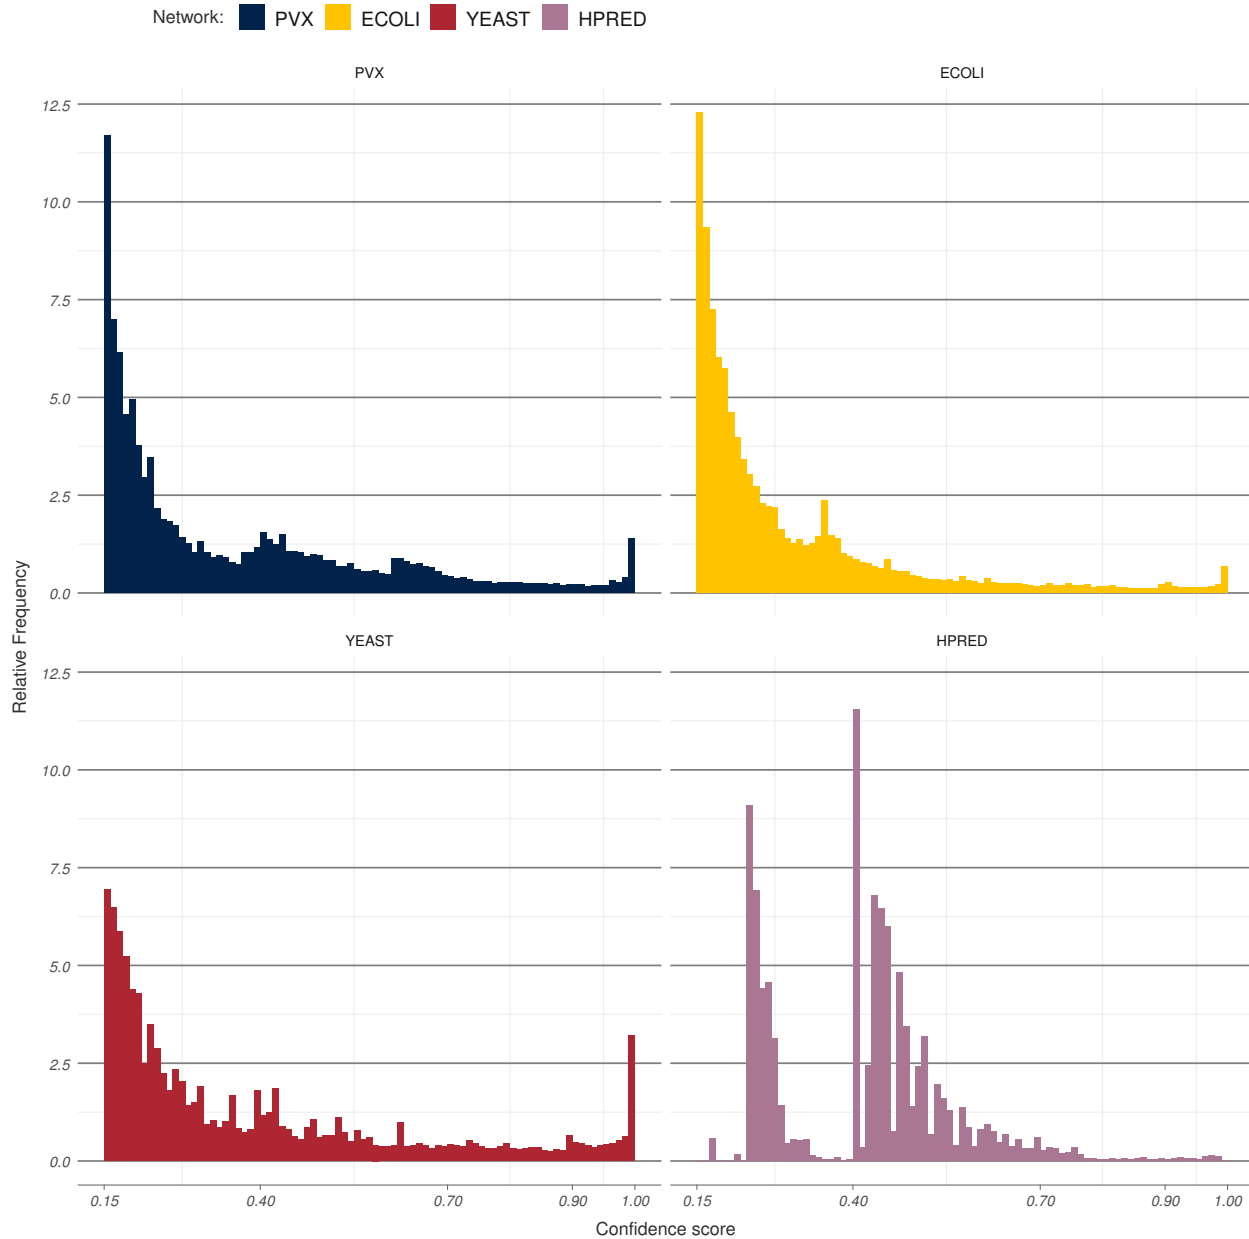 Network: PVX ECOLI YEAST HPRED
PVX ECOLI
12.5
10.0
7.5
5.0
2.5
0.0
YEAST HPRED
12.5
10.0
7.5
5.0
2.5
0.0
Relative Frequency
0.15 0.40 0.70 0.90 1.00 0.15 0.40 0.70 0.90 1.00
Confidence score